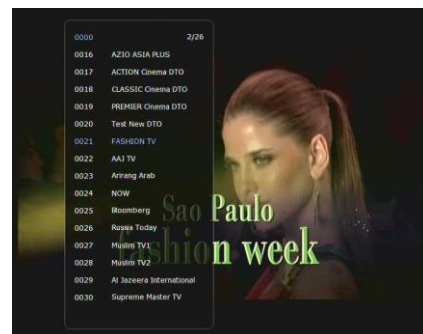 0000 2/26
0016 AZIO ASIA PLUS
0017 ACTION Cinema DTO
0018 CLASSIC Cinema DTO
0019 PREMIER Cinema DTO
0020 Test New DTO
0021 FASHION TV
0022 AAJ TV
0023 Arirang Arab
0024 NOW
0025 Bloomberg
0026 Russia Today
0027 Muslim TV1
0028 Muslim TV2
0029 Al Jazeera International
0030 Supreme Master TV
Sao Paulo
fashion week